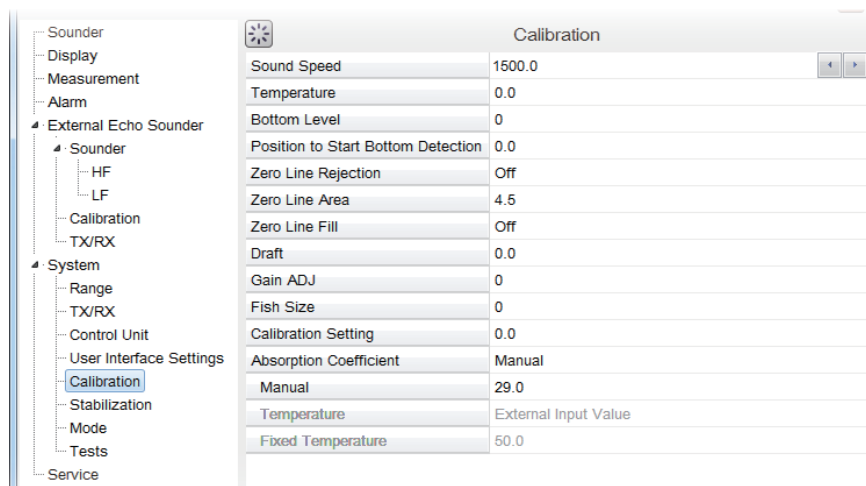 Sounder
Display
Measurement
Alarm
External Echo Sounder
Sounder
HF
LF
Calibration
TX/RX
System
Range
TX/RX
Control Unit
User Interface Settings
Calibration
Stabilization
Mode
Tests
Service
Calibration
Sound Speed 1500.0
Temperature 0.0
Bottom Level 0
Position to Start Bottom Detection 0.0
Zero Line Rejection Off
Zero Line Area 4.5
Zero Line Fill Off
Draft 0.0
Gain ADJ 0
Fish Size 0
Calibration Setting 0.0
Absorption Coefficient Manual
Manual 29.0
Temperature External Input Value
Fixed Temperature 50.0